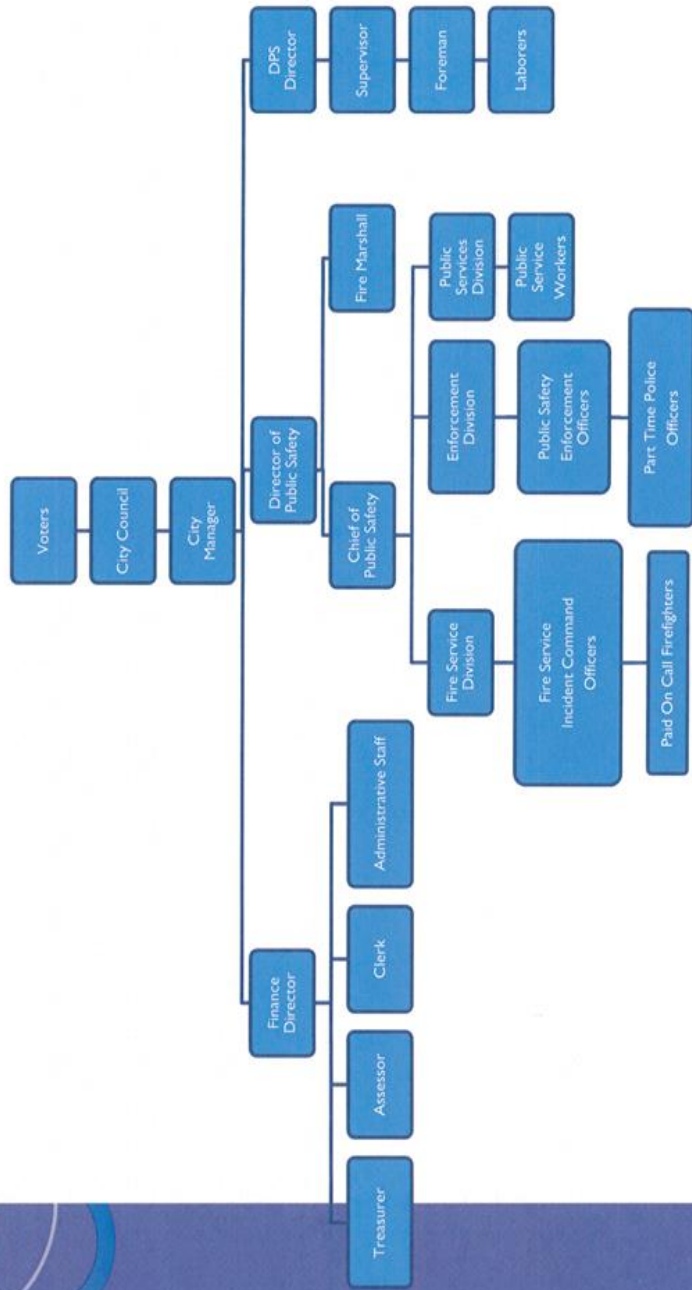 Voters
City Council
City
Manager
Finance
Director
Director of
Public Safety
DPS
Director
Treasurer
Assessor
Clerk
Administrative Staff
Chief of
Public Safety
Fire Marshall
Supervisor
Fire Service
Division
Enforcement
Division
Public
Services
Division
Foreman
Fire Service
Incident Command
Officers
Public Safety
Enforcement
Officers
Public
Service
Workers
Laborers
Paid On Call Firefighters
Part Time Police
Officers